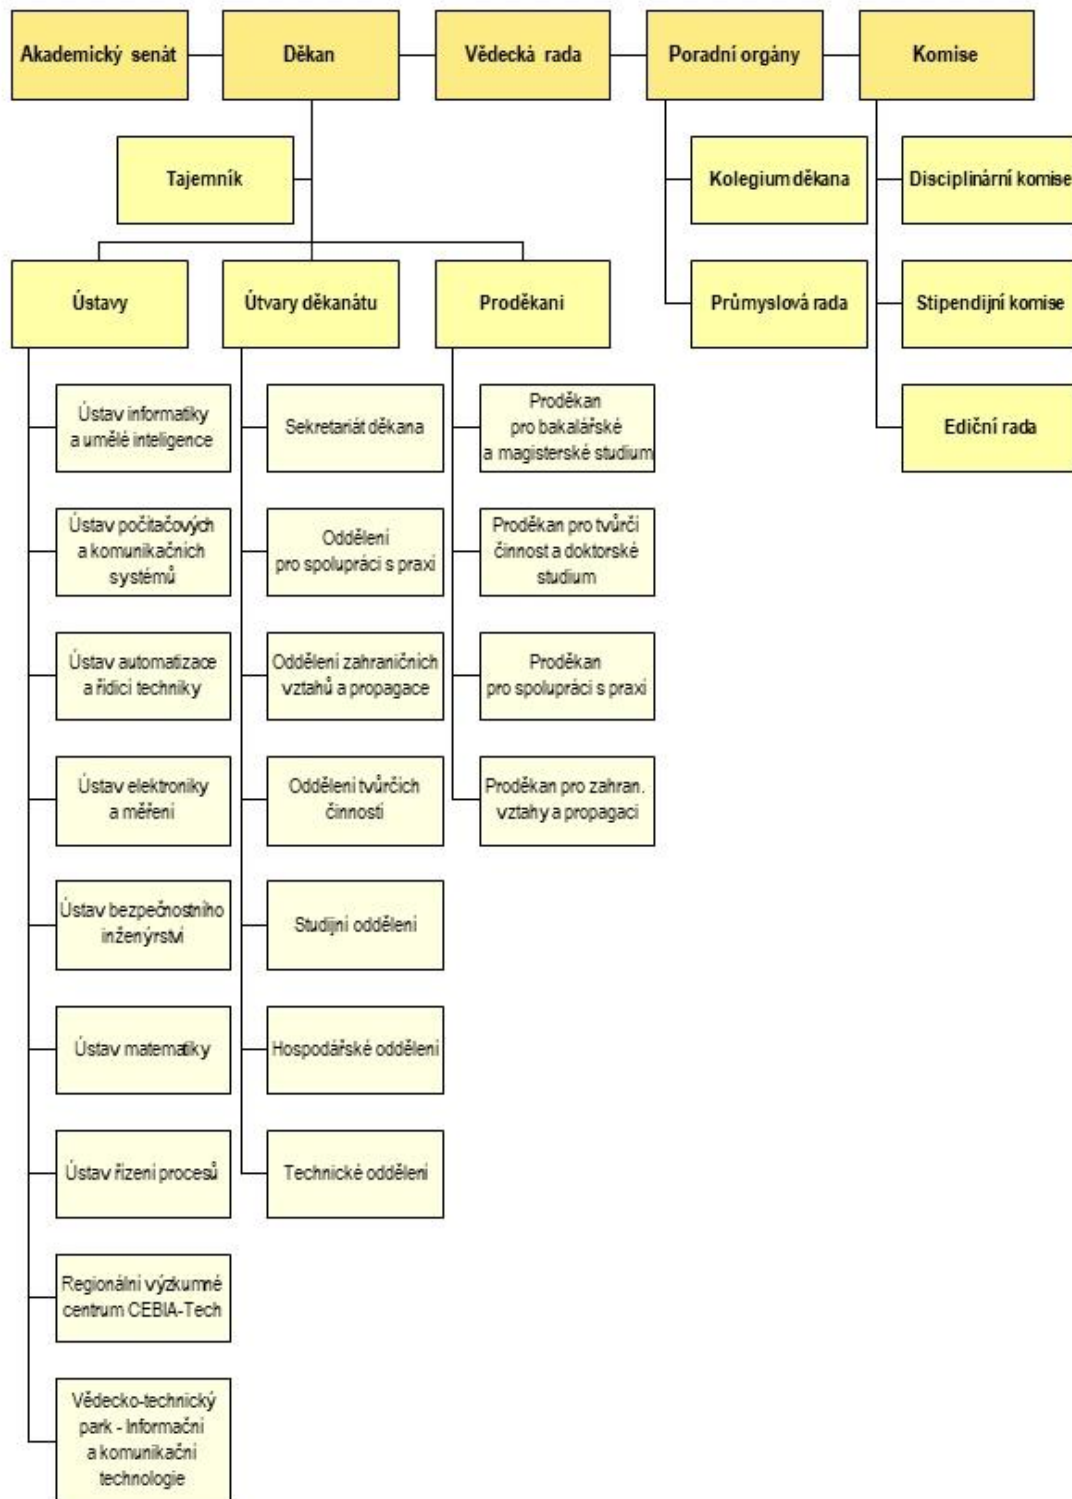 Akademický senát
Děkan
Vědecká rada
Poradní orgány
Komise
Tajemník
Kolegium děkana
Disciplinární komise
Ústavy
Útvary děkanátu
Proděkani
Průmyslová rada
Stipendijní komise
Ediční rada
Ústav informatiky
a umělé inteligence
Ústav počítačových
a komunikačních
systémů
Ústav automatizace
a řídicí techniky
Ústav elektroniky
a měření
Ústav bezpečnostního
inženýrství
Ústav matematiky
Ústav řízení procesů
Regionální výzkumné
centrum CEBIA-Tech
Vědecko-technický
park - Informační
a komunikační
technologie
Sekretariát děkana
Oddělení
pro spolupráci s praxí
Oddělení zahraničních
vztahů a propagace
Oddělení tvůrčích
činností
Studijní oddělení
Hospodářské oddělení
Technické oddělení
Proděkan
pro bakalářské
a magisterské studium
Proděkan pro tvůrčí
činnost a doktorské
studium
Proděkan
pro spolupráci s praxí
Proděkan pro zahran.
vztahy a propagaci